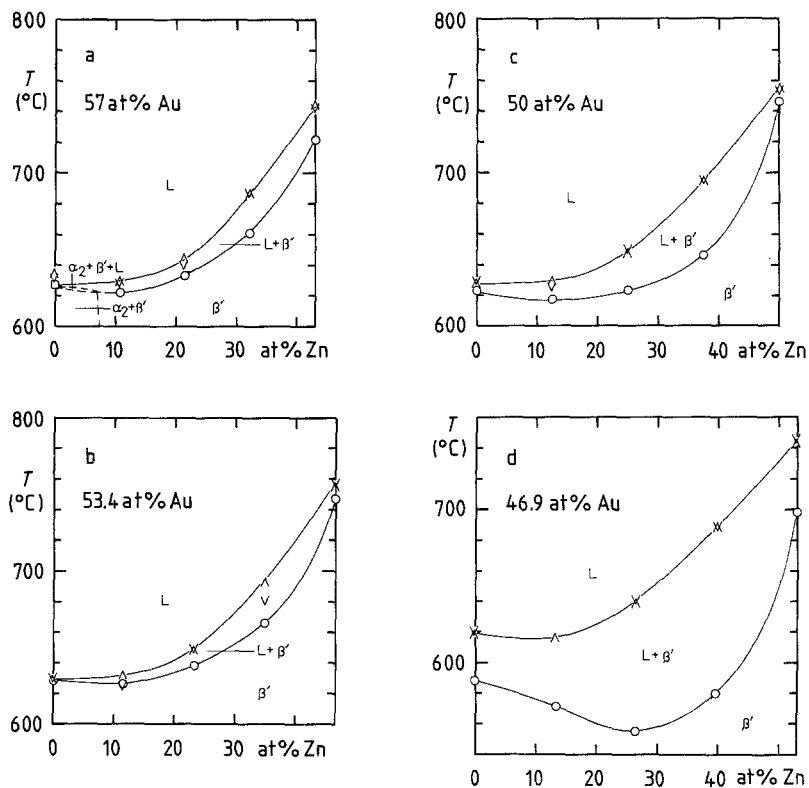 800
a
T
(°C)
57 at% Au
700
L
L + β'
α₂+β'+L
α₂+β'
β'
600
0
10
20
30
at% Zn
800
c
T
(°C)
50 at% Au
700
L
L + β'
β'
600
0
10
20
30
40
at% Zn
800
b
T
(°C)
53.4 at% Au
700
L
L + β'
β'
600
0
10
20
30
at% Zn
T
(°C)
d
46.9 at% Au
700
L
L + β'
600
β'
0
10
20
30
40
at% Zn